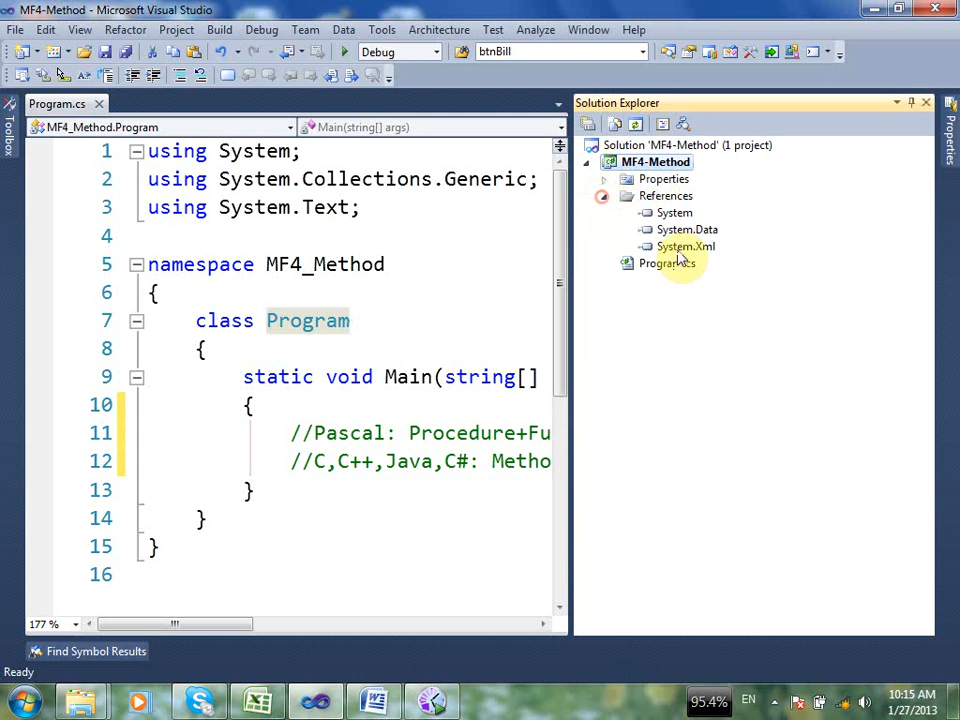 MF4-Method - Microsoft Visual Studio
File Edit View Refactor Project Build Debug Team Data Tools Architecture Test Analyze Window Help
Debug btnBill
Program.cs
Solution Explorer
MF4_Method.Program Main(string[] args)
Toolbox
Properties
Solution 'MF4-Method' (1 project)
MF4-Method
Properties
References
System
System.Data
System.Xml
Program.cs
1 using System;
2 using System.Collections.Generic;
3 using System.Text;
4
5 namespace MF4_Method
6 {
7 class Program
8 {
9 static void Main(string[]
10 {
11 //Pascal: Procedure+Fu
12 //C,C++,Java,C#: Metho
13 }
14 }
15 }
16
177 %
Find Symbol Results
Ready
95.4% EN 10:15 AM
1/27/2013